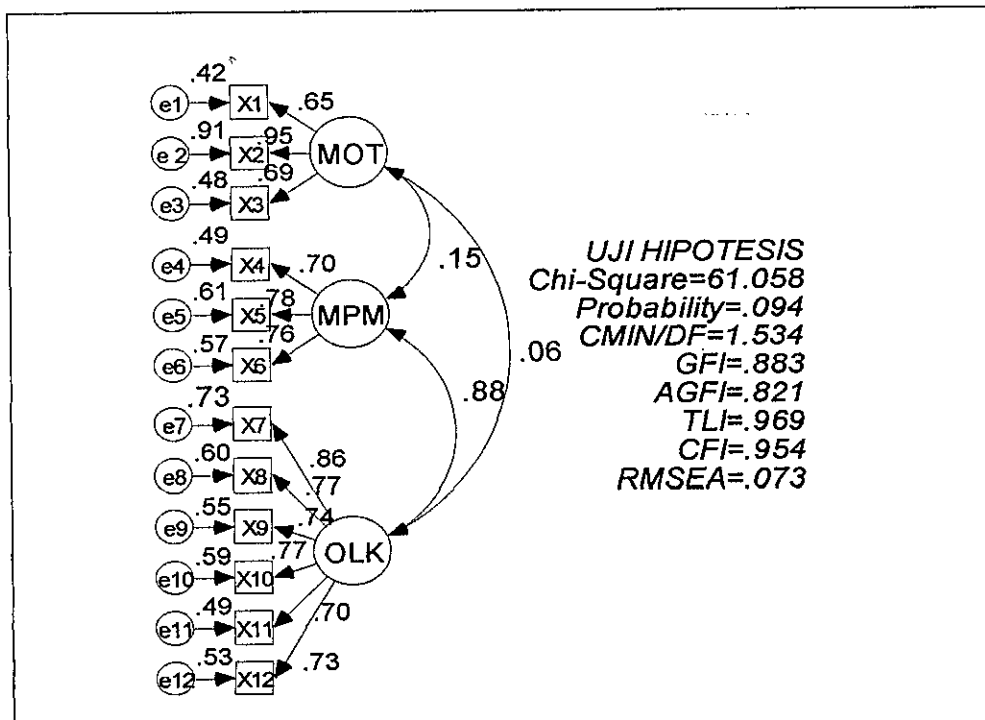 .42
e1 X1 .65
.91
e 2 X2 .95 MOT
.48 .69
e3 X3
.49
e4 X4 .70
.15
.61
e5 X5 .78 MPM
.57 .76
e6 X6
.06
.88
.73
e7 X7
.60 .86
e8 X8 .77
.55 .74
e9 X9 OLK
.59 .77
e10 X10
.49 .70
e11 X11
.53 .73
e12 X12
UJI HIPOTESIS
Chi-Square=61.058
Probability=.094
CMIN/DF=1.534
GFI=.883
AGFI=.821
TLI=.969
CFI=.954
RMSEA=.073